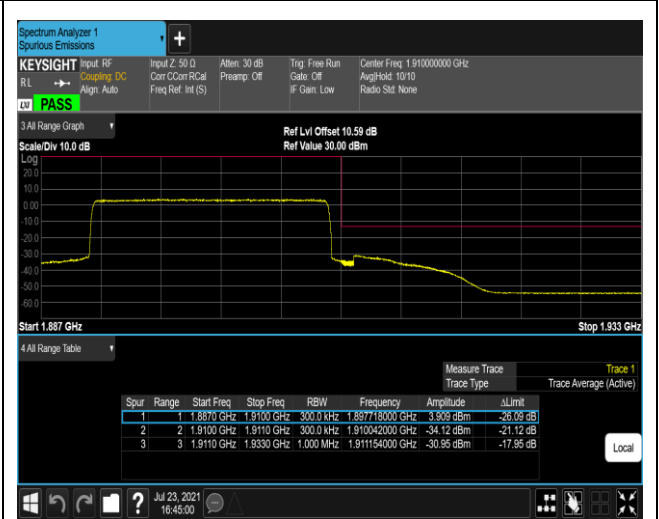 Spectrum Analyzer 1
Spurious Emissions
+
KEYSIGHT Input: RF Input Z: 50 Ω Atten: 30 dB Trig: Free Run Center Freq: 1.910000000 GHz
RL Coupling: DC Corr CCorr RCal Preamp: Off Gate: Off Avg|Hold: 10/10
Align: Auto Freq Ref: Int (S) IF Gain: Low Radio Std: None
LXI PASS
3 All Range Graph
Ref Lvl Offset 10.59 dB
Scale/Div 10.0 dB Ref Value 30.00 dBm
Log
20.0
10.0
0.00
-10.0
-20.0
-30.0
-40.0
-50.0
-60.0
Start 1.887 GHz Stop 1.933 GHz
4 All Range Table
Measure Trace Trace 1
Trace Type Trace Average (Active)
Spur Range Start Freq Stop Freq RBW Frequency Amplitude ΔLimit
1 1 1.8870 GHz 1.9100 GHz 300.0 kHz 1.897718000 GHz 3.909 dBm -26.09 dB
2 2 1.9100 GHz 1.9110 GHz 300.0 kHz 1.910042000 GHz -34.12 dBm -21.12 dB
3 3 1.9110 GHz 1.9330 GHz 1.000 MHz 1.911154000 GHz -30.95 dBm -17.95 dB
Local
? Jul 23, 2021
16:45:00